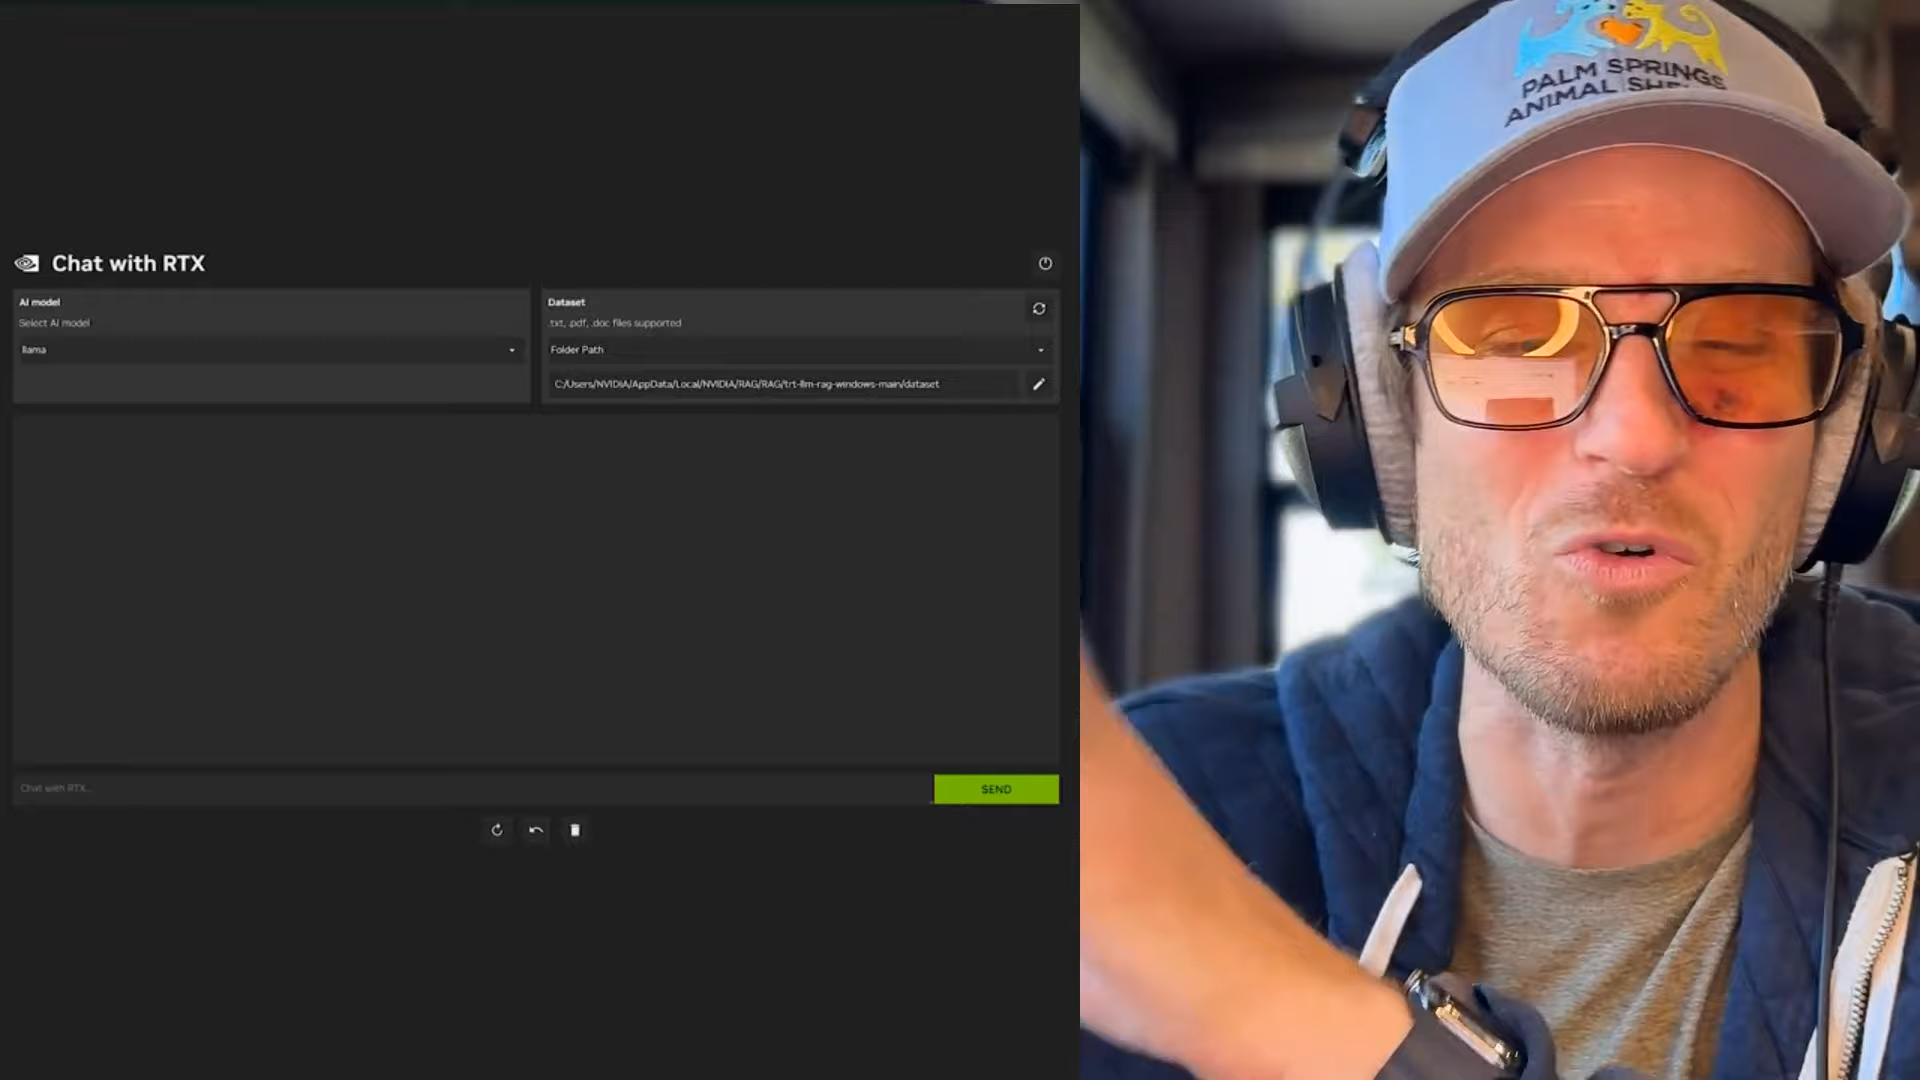 Chat with RTX
AI model
Select AI model
llama
Dataset
.txt, .pdf, .doc files supported
Folder Path
C:/Users/NVIDIA/AppData/Local/NVIDIA/RAG/RAG/trt-llm-rag-windows-main/dataset
Chat with RTX...
SEND
PALM SPRINGS
ANIMAL